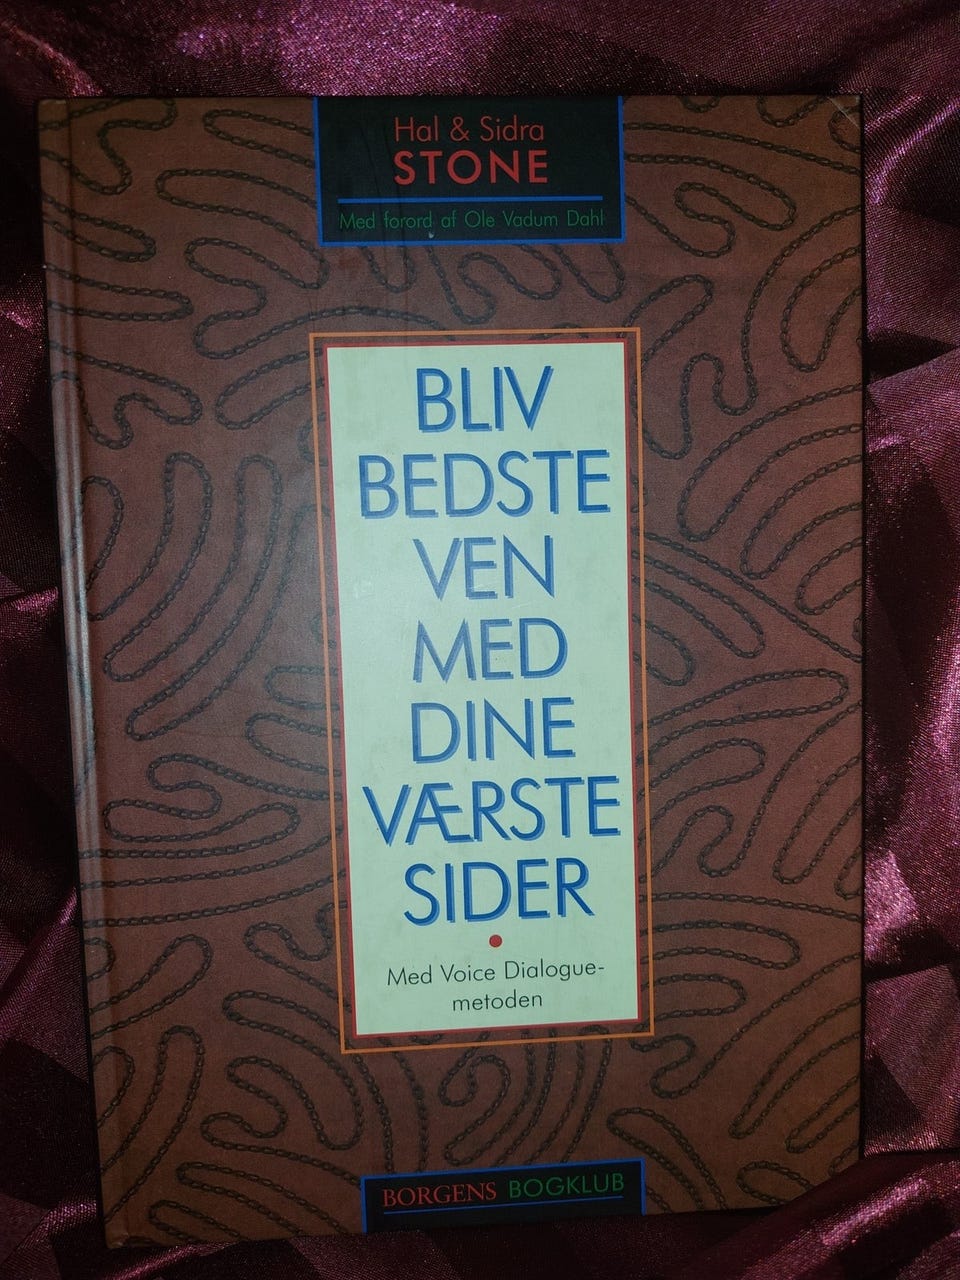 Hal & Sidra
STONE
Med forord af Ole Vadum Dahl
BLIV
BEDSTE
VEN
MED
DINE
VÆRSTE
SIDER
Med Voice Dialogue-
metoden
BORGENS BOGKLUB